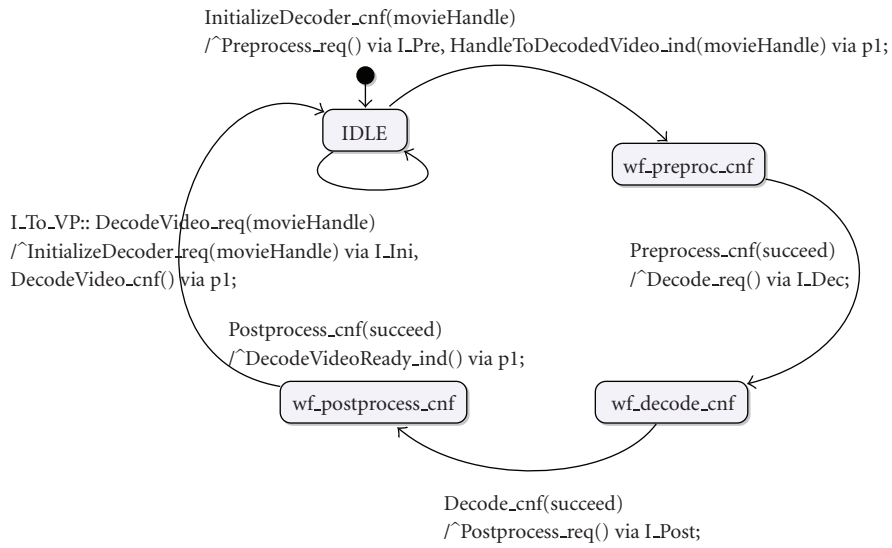 InitializeDecoder_cnf(movieHandle)
/^Preprocess_req() via I_Pre, HandleToDecodedVideo_ind(movieHandle) via p1;
IDLE
wf_preproc_cnf
I_To_VP:: DecodeVideo_req(movieHandle)
/^InitializeDecoder_req(movieHandle) via I_Ini,
DecodeVideo_cnf() via p1;
Preprocess_cnf(succeed)
/^Decode_req() via I_Dec;
Postprocess_cnf(succeed)
/^DecodeVideoReady_ind() via p1;
wf_postprocess_cnf
wf_decode_cnf
Decode_cnf(succeed)
/^Postprocess_req() via I_Post;